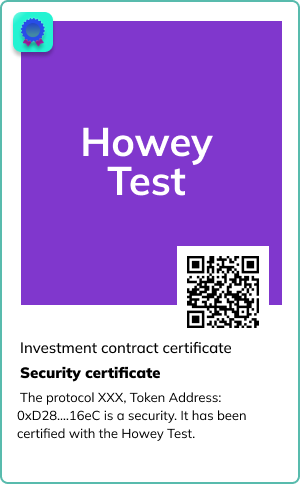 Howey
Test
Investment contract certificate
Security certificate
The protocol XXX, Token Address:
0xD28....16eC is a security. It has been
certified with the Howey Test.